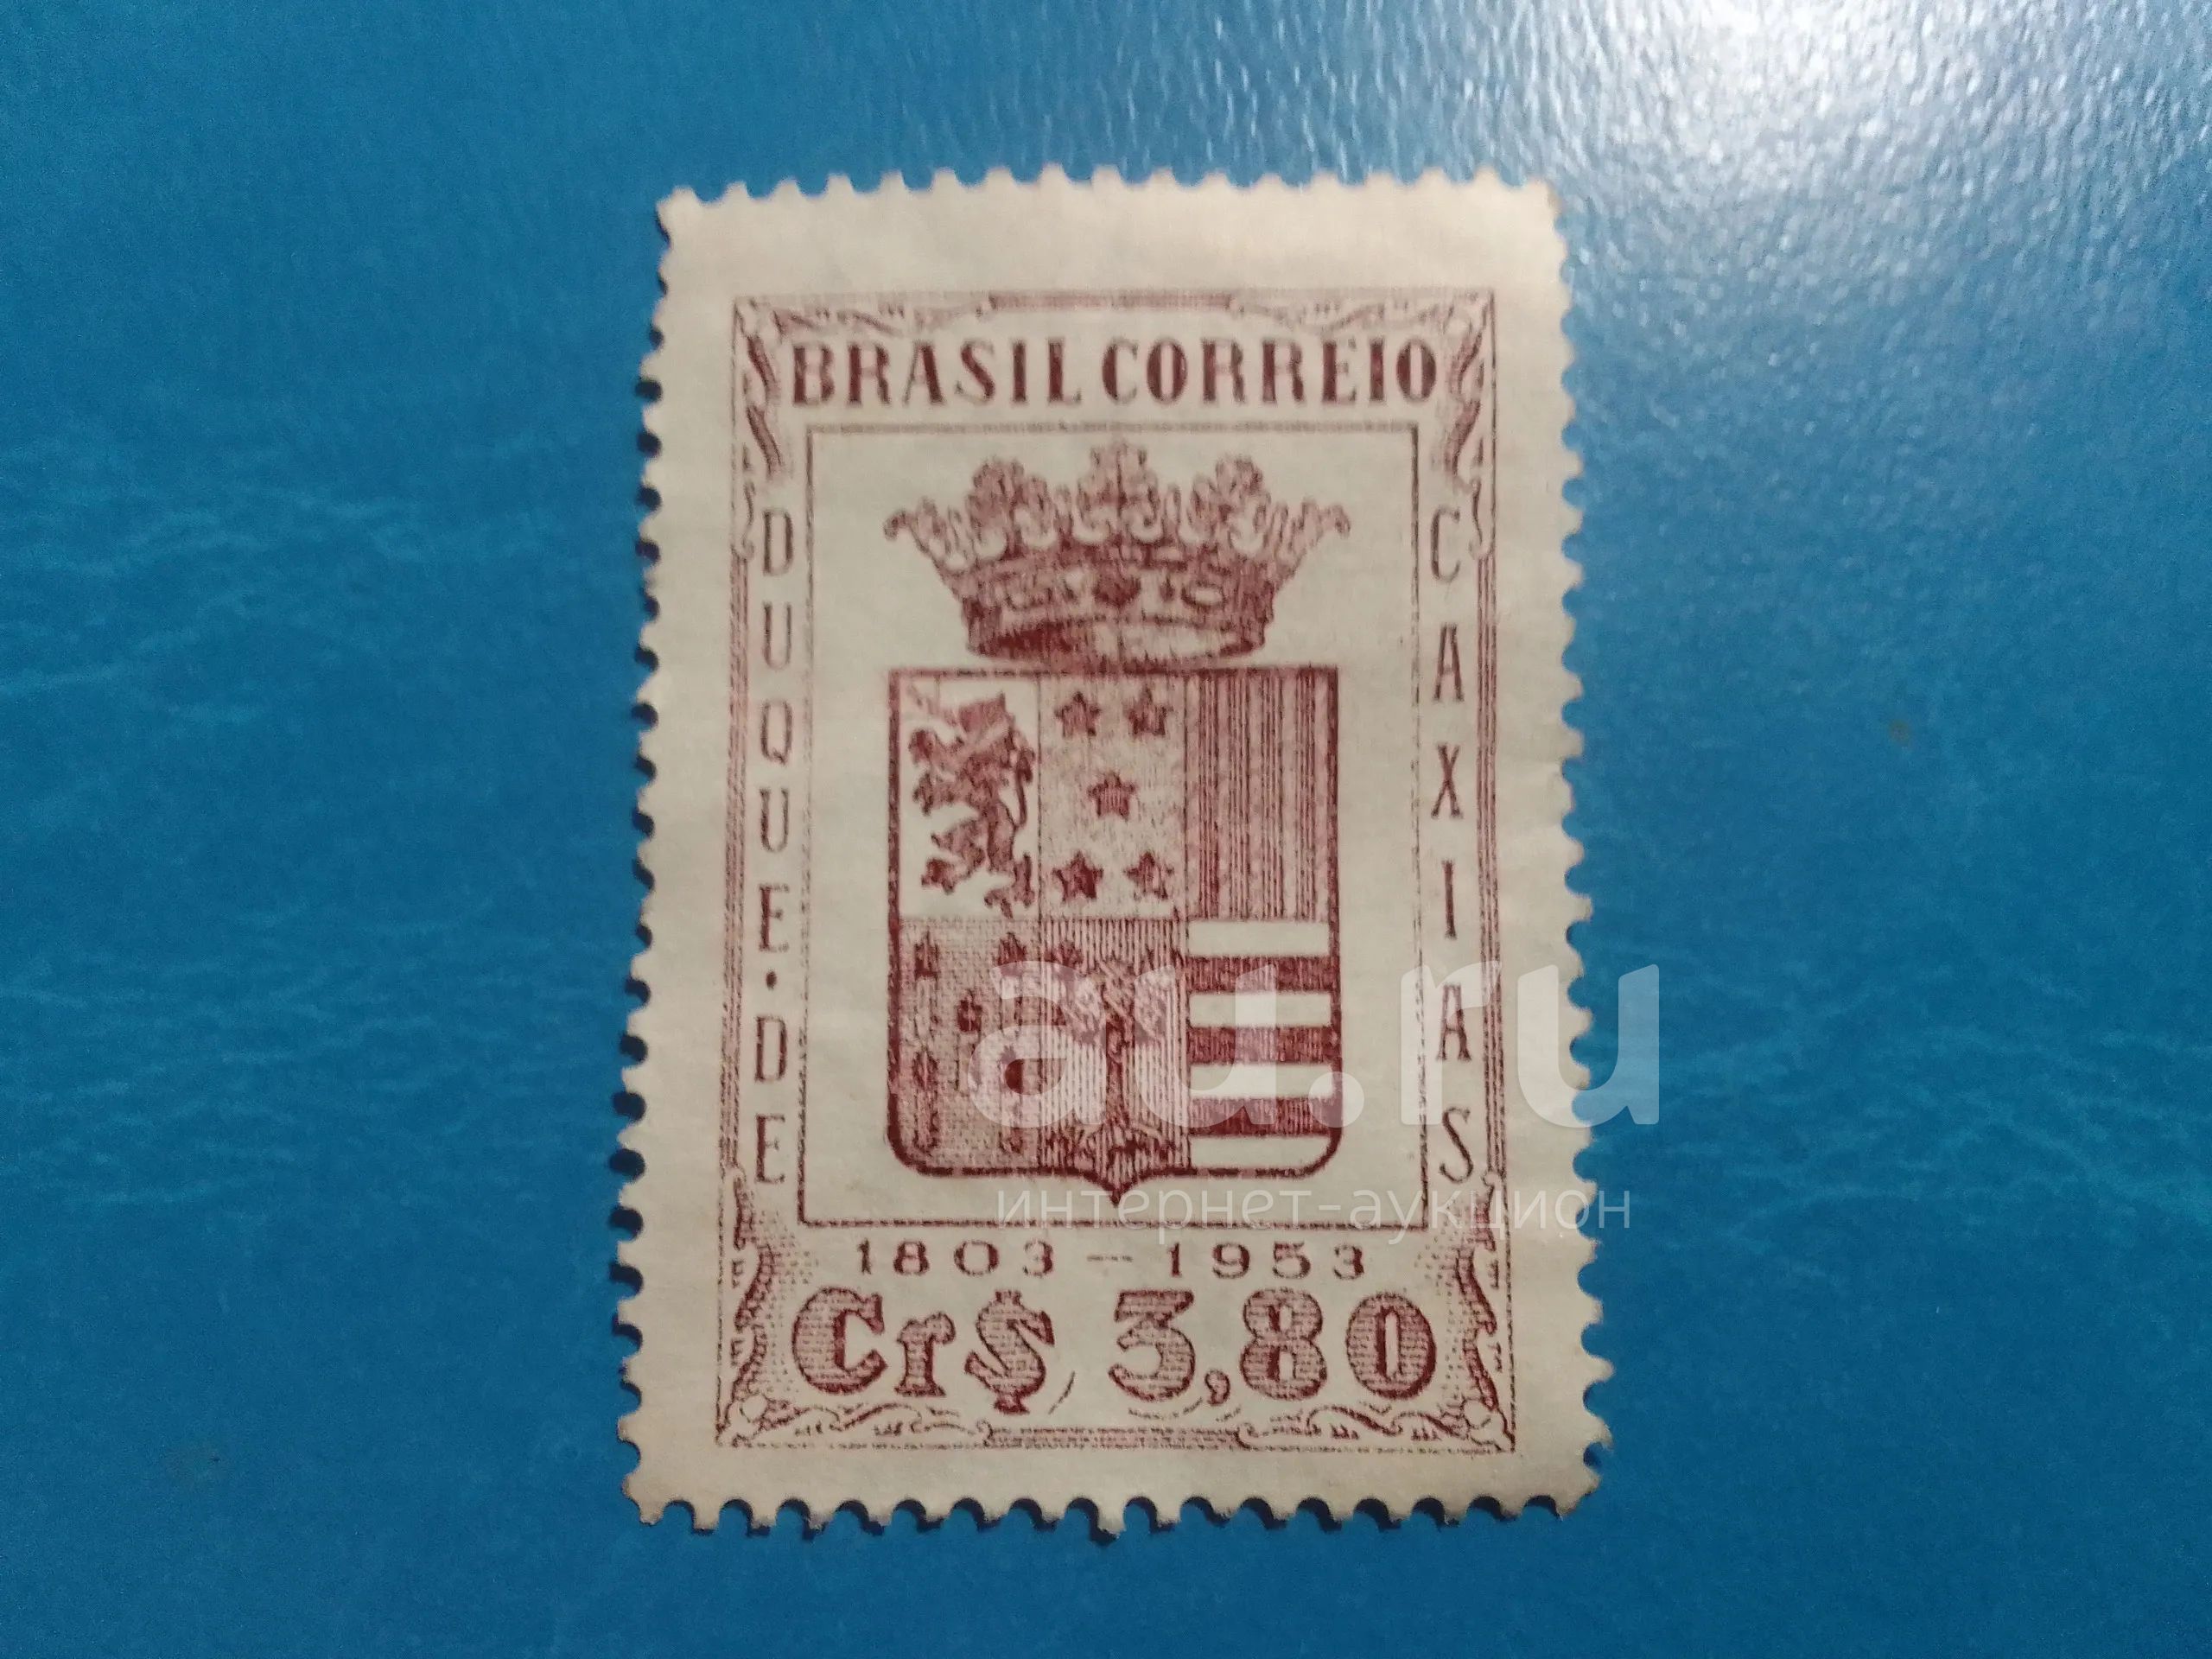 BRASIL CORREIO
DUQUE·DE
CAXIAS
au.ru
интернет-аукцион
1803-1953
Cr$ 3,80